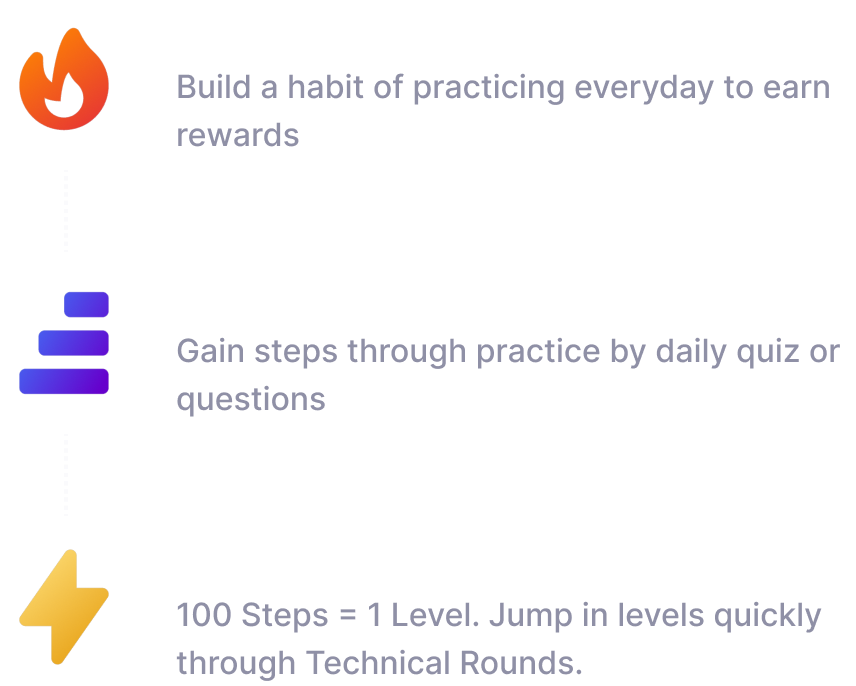 Build a habit of practicing everyday to earn
rewards
Gain steps through practice by daily quiz or
questions
100 Steps = 1 Level. Jump in levels quickly
through Technical Rounds.